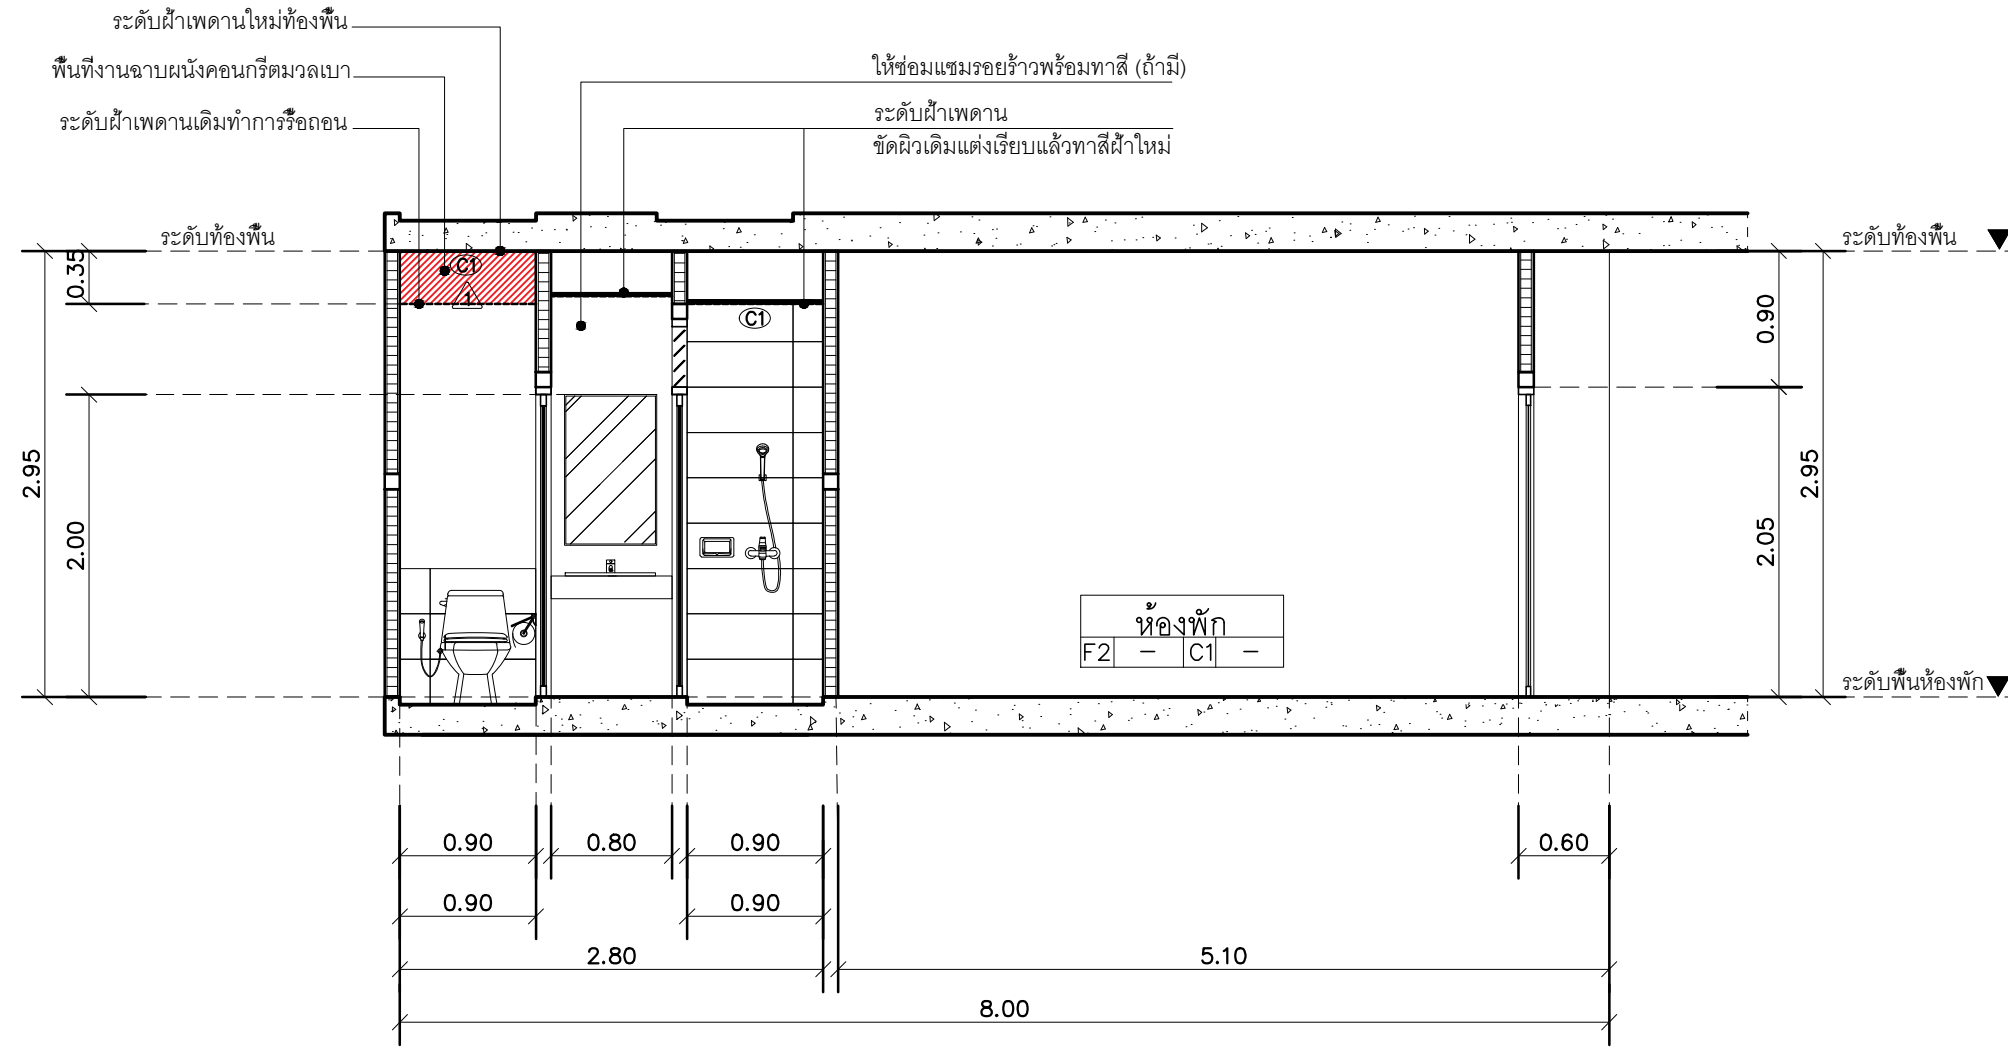 ระดับฝ้าเพดานใหม่ท้องพื้น
พื้นที่งานฉาบผนังคอนกรีตมวลเบา
ระดับฝ้าเพดานเดิมทำการรื้อถอน
ให้ซ่อมแซมรอยร้าวพร้อมทาสี (ถ้ามี)
ระดับฝ้าเพดาน
ขัดผิวเดิมแต่งเรียบแล้วทาสีฝ้าใหม่
ระดับท้องพื้น
ระดับท้องพื้น
0.35
C1
1
C1
0.90
2.95
2.00
2.95
2.05
ห้องพัก
F2 – C1 –
ระดับพื้นห้องพัก
0.90 0.80 0.90 0.60
0.90 0.90
2.80 5.10
8.00